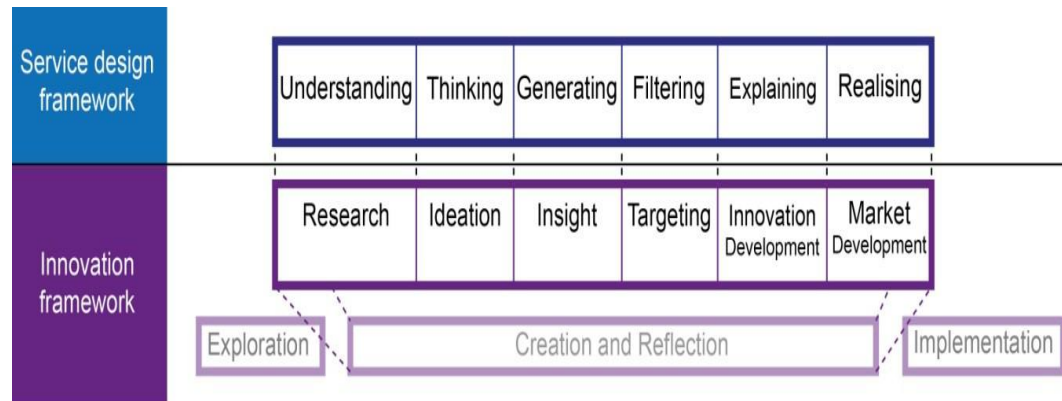 Service design
framework
Understanding
Thinking
Generating
Filtering
Explaining
Realising
Innovation
framework
Research
Ideation
Insight
Targeting
Innovation
Development
Market
Development
Exploration
Creation and Reflection
Implementation